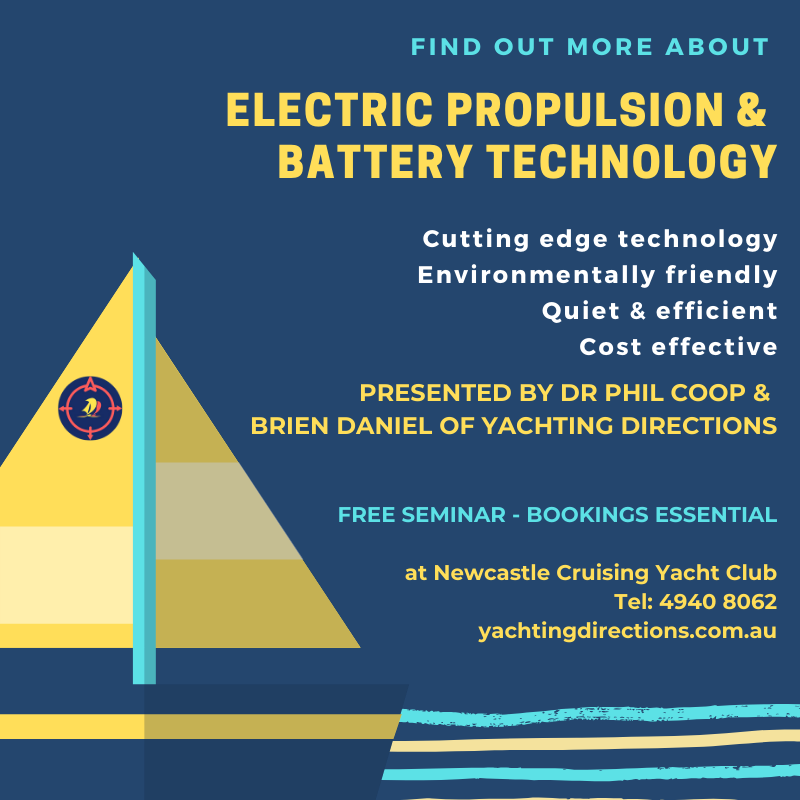 FIND OUT MORE ABOUT
ELECTRIC PROPULSION &
BATTERY TECHNOLOGY
Cutting edge technology
Environmentally friendly
Quiet & efficient
Cost effective
PRESENTED BY DR PHIL COOP &
BRIEN DANIEL OF YACHTING DIRECTIONS
FREE SEMINAR - BOOKINGS ESSENTIAL
at Newcastle Cruising Yacht Club
Tel: 4940 8062
yachtingdirections.com.au